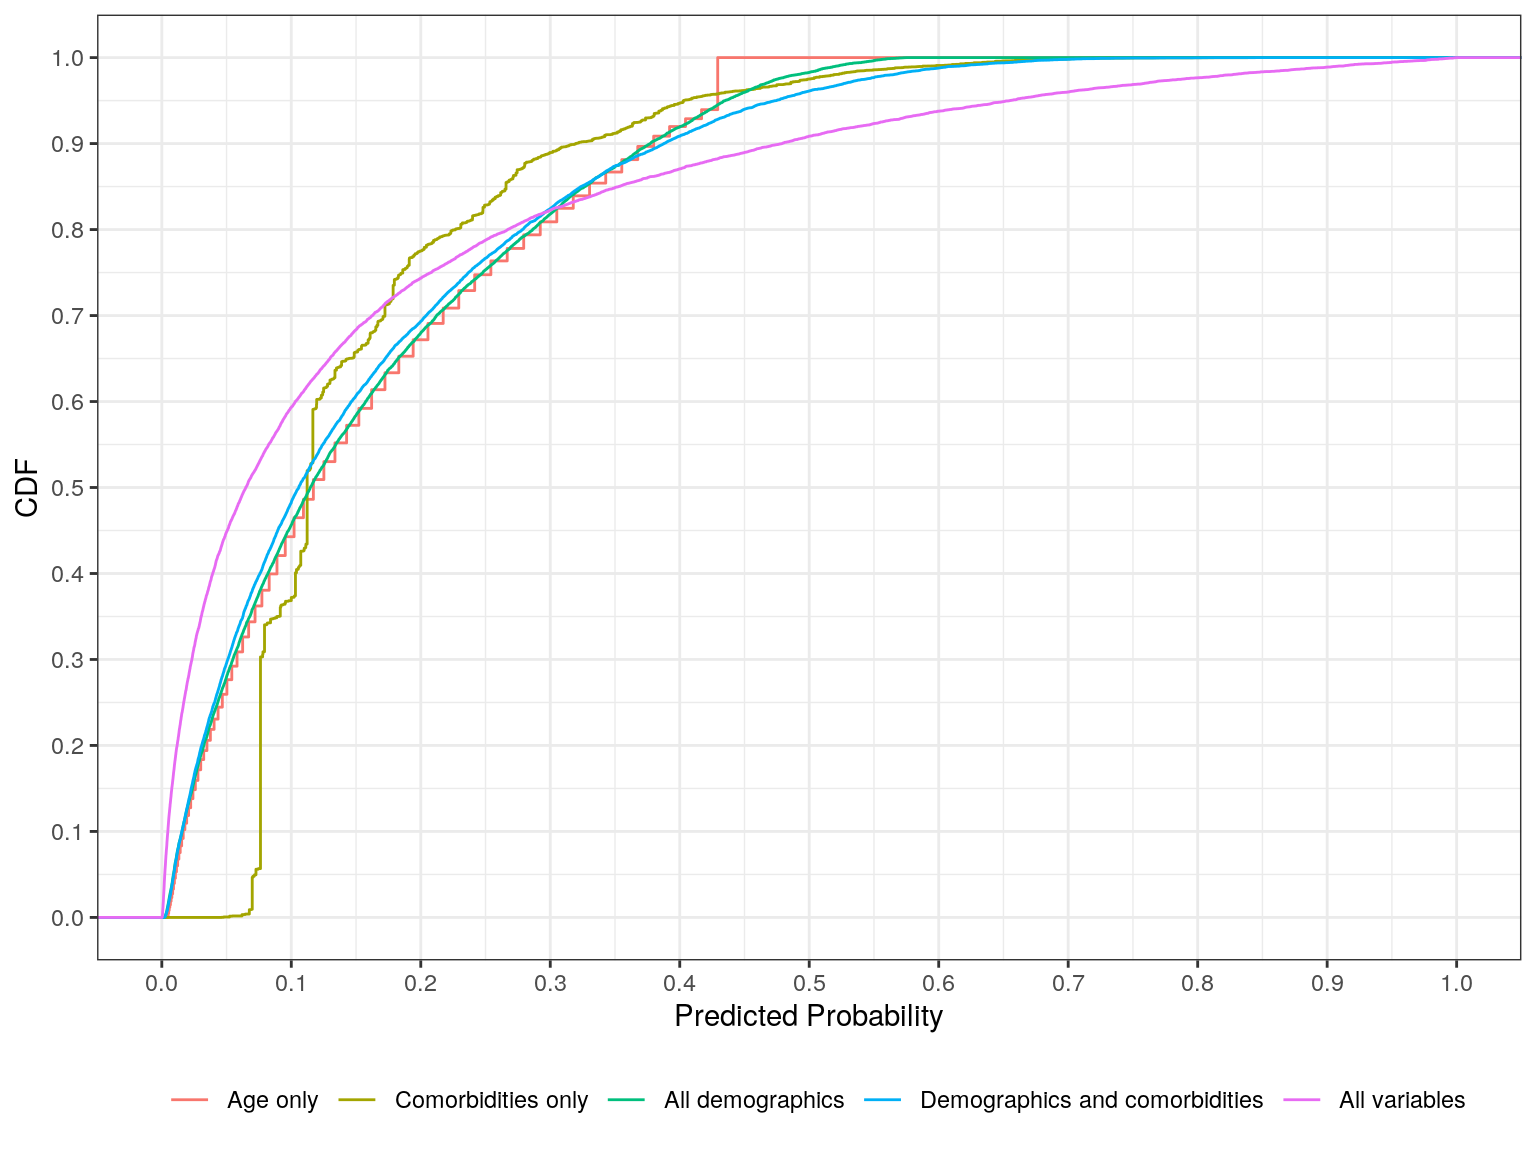 1.0
0.9
0.8
0.7
0.6
0.5
0.4
0.3
0.2
0.1
0.0
CDF
0.0 0.1 0.2 0.3 0.4 0.5 0.6 0.7 0.8 0.9 1.0
Predicted Probability
Age only Comorbidities only All demographics Demographics and comorbidities All variables